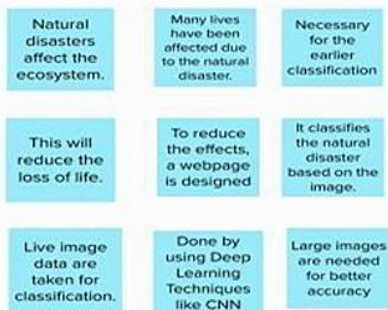 Natural
disasters
affect the
ecosystem.
Many lives
have been
affected due
to the natural
disaster.
Necessary
for the
earlier
classification
This will
reduce the
loss of life.
To reduce
the effects,
a webpage
is designed
It classifies
the natural
disaster
based on the
image.
Live image
data are
taken for
classification.
Done by
using Deep
Learning
Techniques
like CNN
Large images
are needed
for better
accuracy